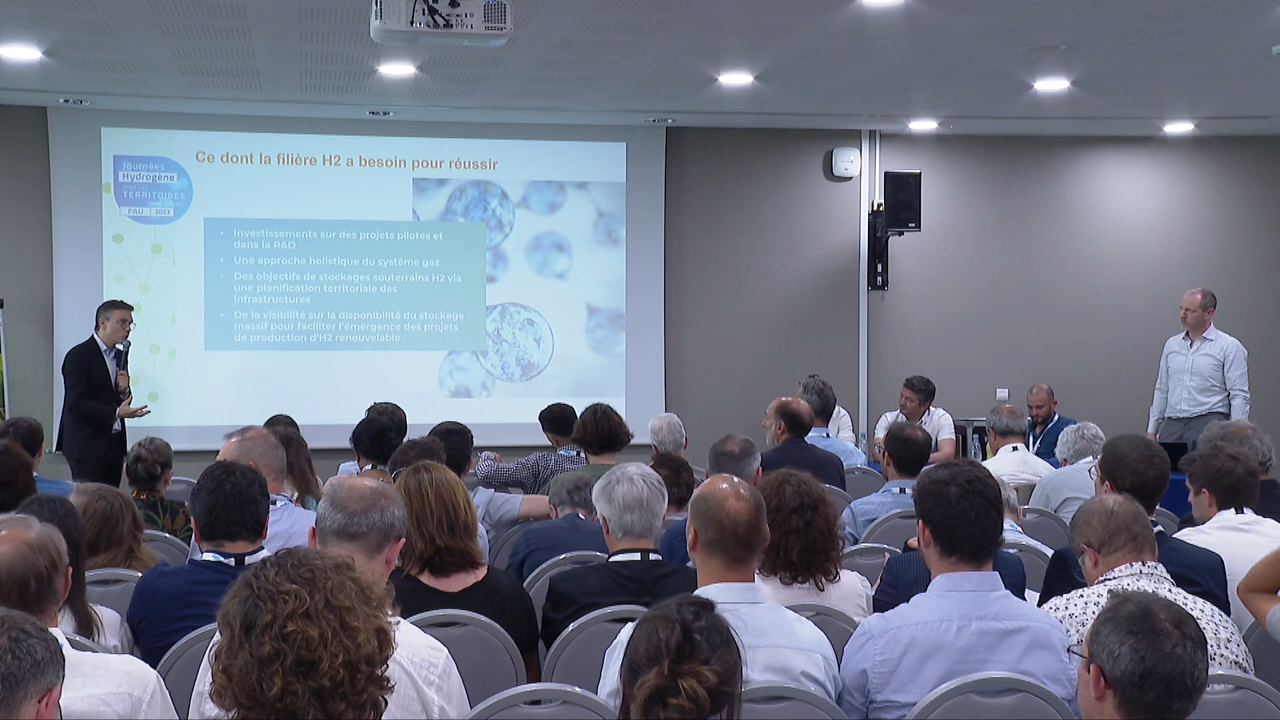 Ce dont la filière H2 a besoin pour réussir
Journées
Hydrogène
TERRITOIRES
PAU 2023
• Investissements sur des projets pilotes et
dans la R&D
• Une approche holistique du système gaz
• Des objectifs de stockages souterrains H2 via
une planification territoriale des
infrastructures
• De la visibilité sur la disponibilité du stockage
massif pour faciliter l'émergence des projets
de production d'H2 renouvelable